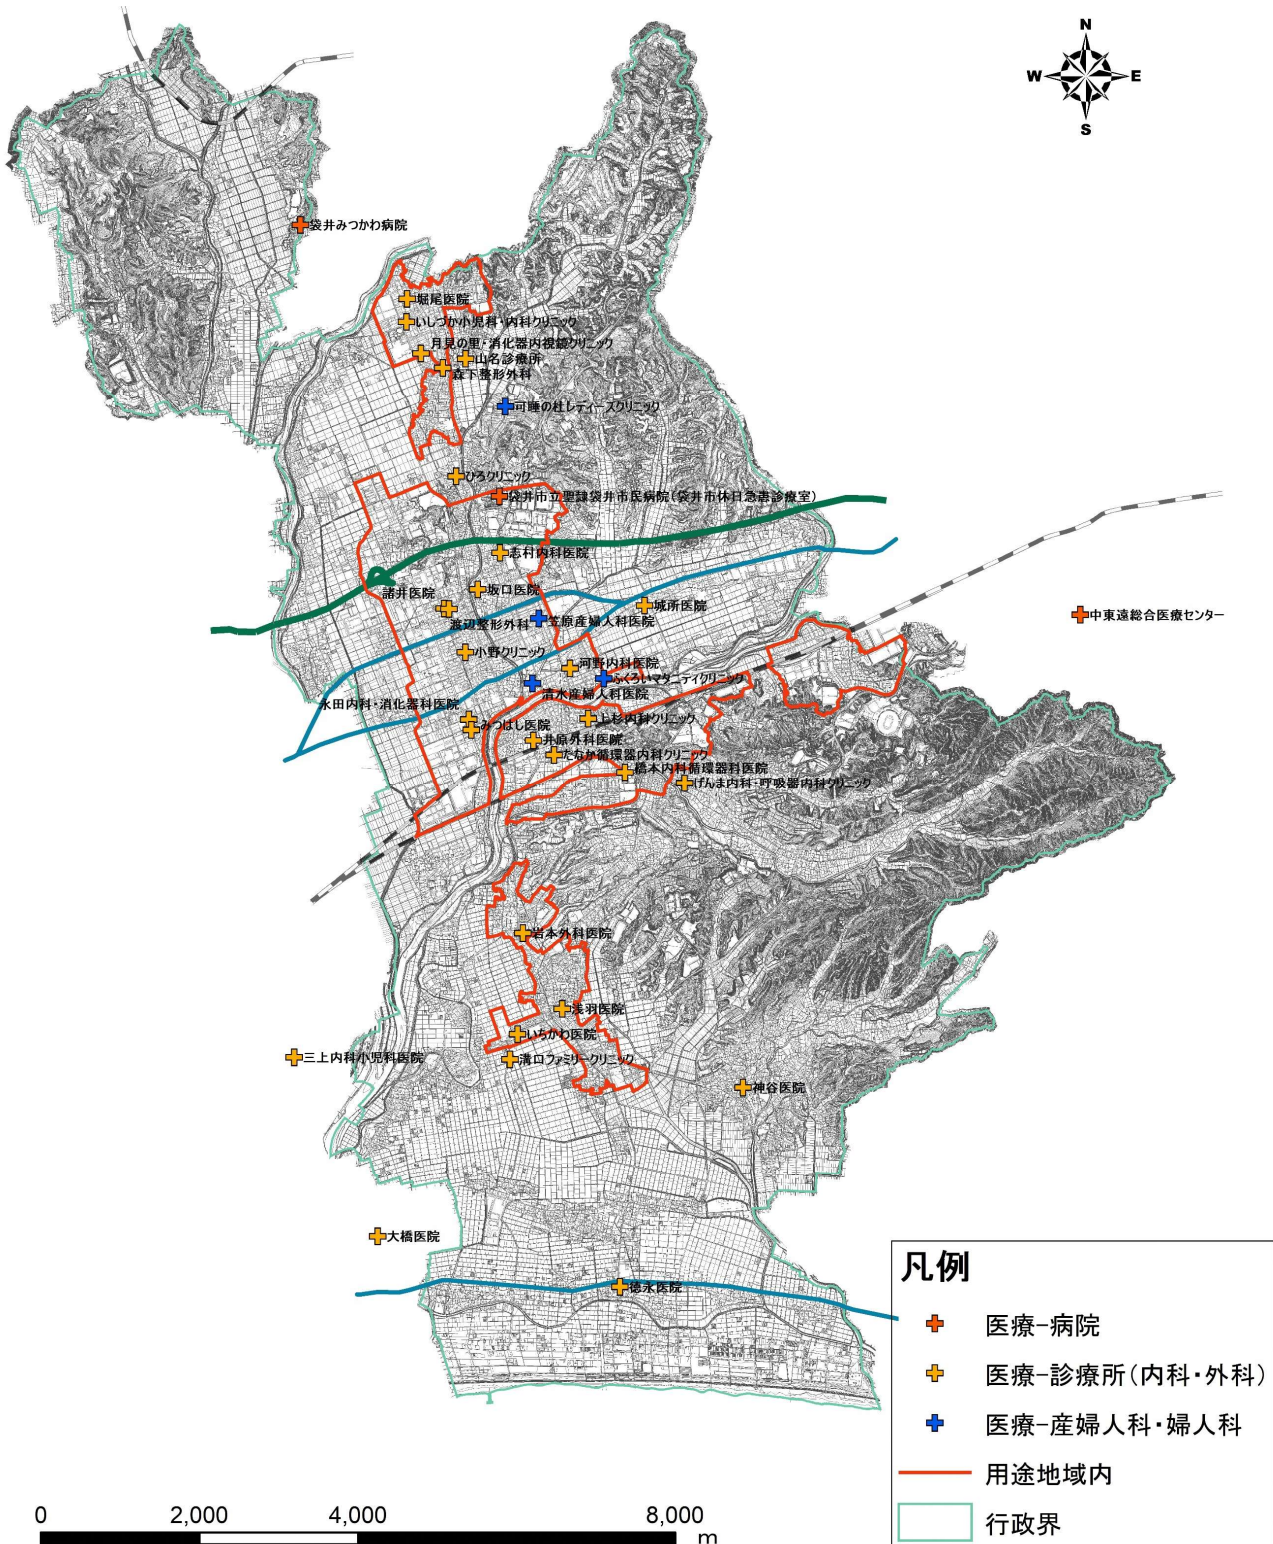 N
W E
S
袋井みつかわ病院
堀尾医院
いしづか小児科・内科クリニック
月見の里・消化器内視鏡クリニック
山名診療所
森下整形外科
可睡の杜レディースクリニック
ひろクリニック
袋井市立聖隷袋井市民病院(袋井市休日急患診療室)
志村内科医院
坂口医院
諸井医院
城所医院
渡辺整形外科
笠原産婦人科医院
中東遠総合医療センター
小野クリニック
河野内科医院
ふくろいマタニティクリニック
清水産婦人科医院
永田内科・消化器科医院
みつはし医院
上杉内科クリニック
井原外科医院
たなか循環器内科クリニック
橋本内科循環器科医院
げんま内科・呼吸器内科クリニック
岩本外科医院
浅羽医院
いちかわ医院
溝口ファミリークリニック
三上内科小児科医院
神谷医院
大橋医院
徳永医院
凡例
医療-病院
医療-診療所(内科・外科)
医療-産婦人科・婦人科
用途地域内
行政界
0 2,000 4,000 8,000
m